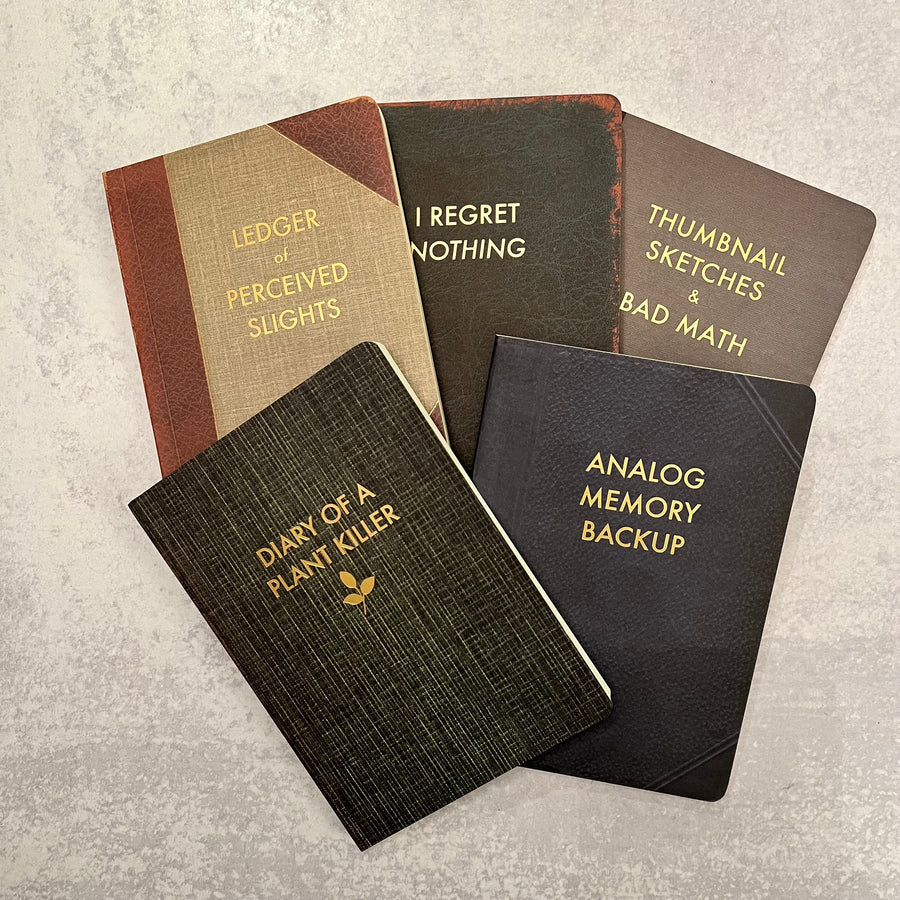 LEDGER
of
PERCEIVED
SLIGHTS
I REGRET
NOTHING
THUMBNAIL
SKETCHES
&
BAD MATH
DIARY OF A
PLANT KILLER
ANALOG
MEMORY
BACKUP